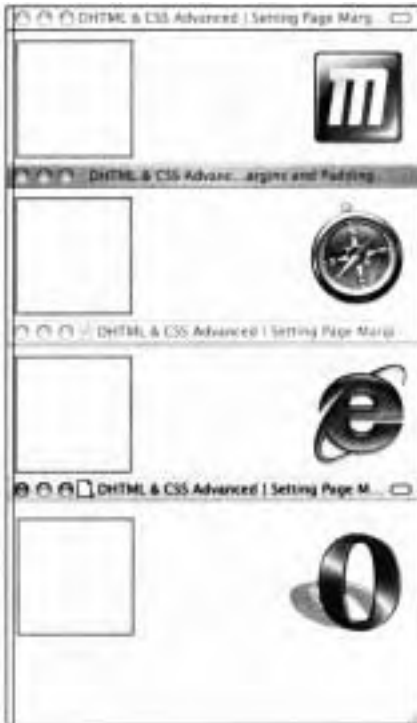 DHTML & CSS Advanced | Setting Page Marg
m
DHTML & CSS Advanc...argins and Padding
DHTML & CSS Advanced | Setting Page Margi
e
DHTML & CSS Advanced | Setting Page M...
O